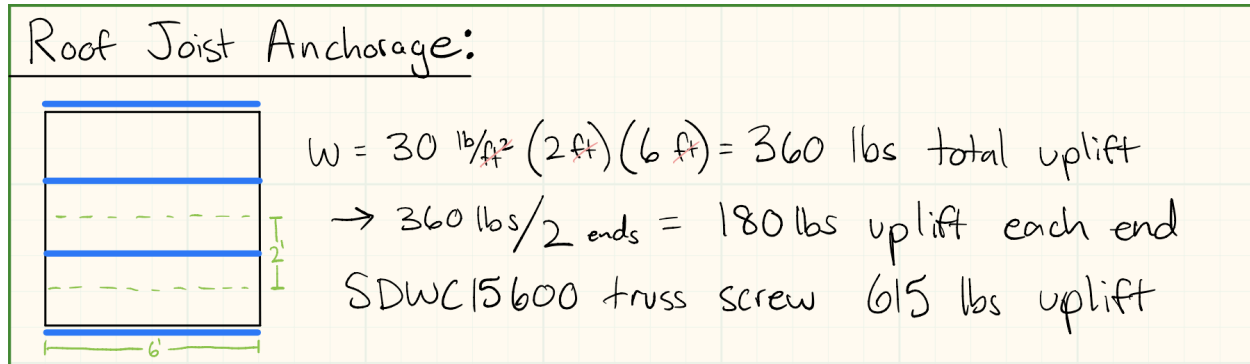 Roof Joist Anchorage:
W = 30 lb/ft² (2 ft)(6 ft) = 360 lbs total uplift
→ 360 lbs/2 ends = 180 lbs uplift each end
2'
SDWC15600 truss screw 615 lbs uplift
6'